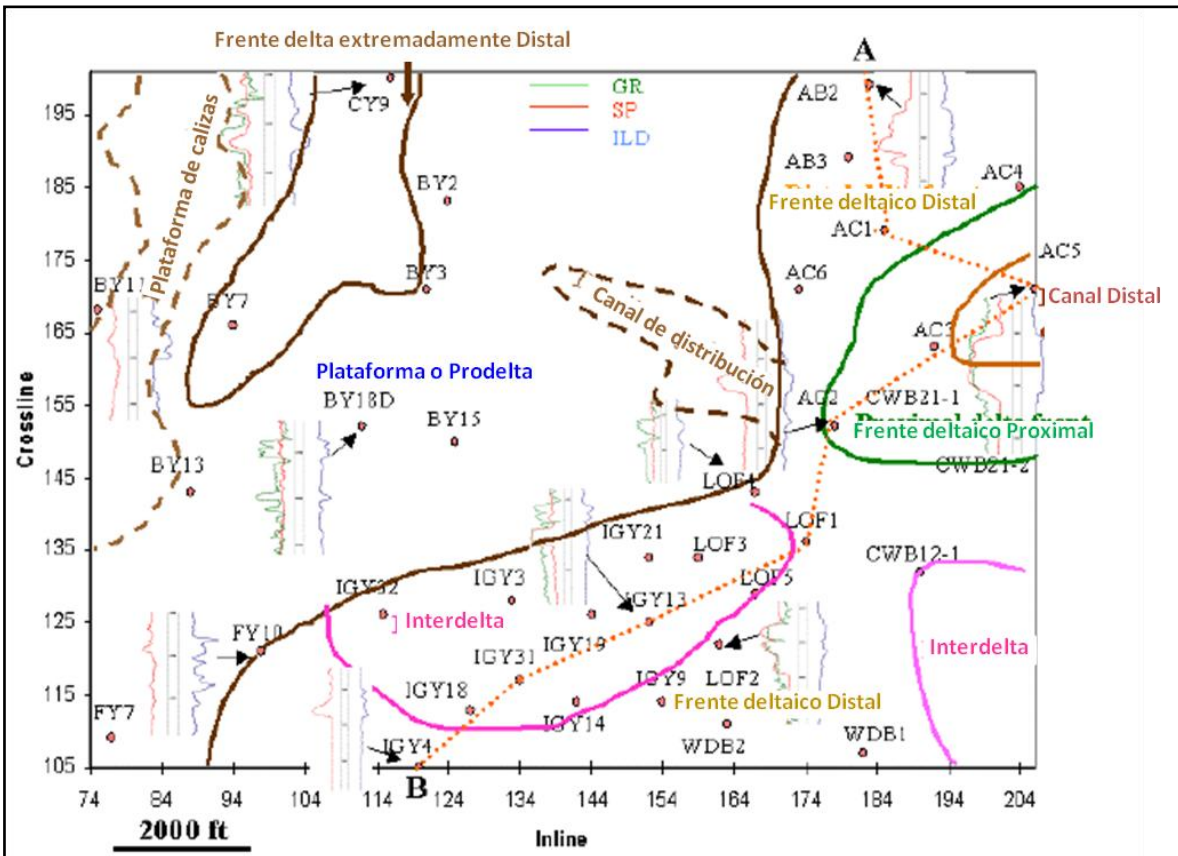 Frente delta extremadamente Distal
A
GR
SP
ILD
CY9
AB2
AB3
AC4
BY2
Frente deltaico Distal
AC1
Plataforma de calizas
AC5
BY11
BY7
BY3
AC6
Canal Distal
Canal de distribución
AC3
Plataforma o Prodelta
BY18D
BY15
AC2
CWB21-1
Frente deltaico Proximal
CWB21-2
BY13
LOF4
LOF1
IGY21
LOF3
CWB12-1
IGY32
IGY3
LOF5
IGY13
Interdelta
FY10
IGY19
Interdelta
IGY31
IGY9
LOF2
IGY18
Frente deltaico Distal
FY7
IGY14
IGY4
WDB2
WDB1
B
Crossline
195
185
175
165
155
145
135
125
115
105
74
84
94
104
114
124
134
144
154
164
174
184
194
204
2000 ft
Inline